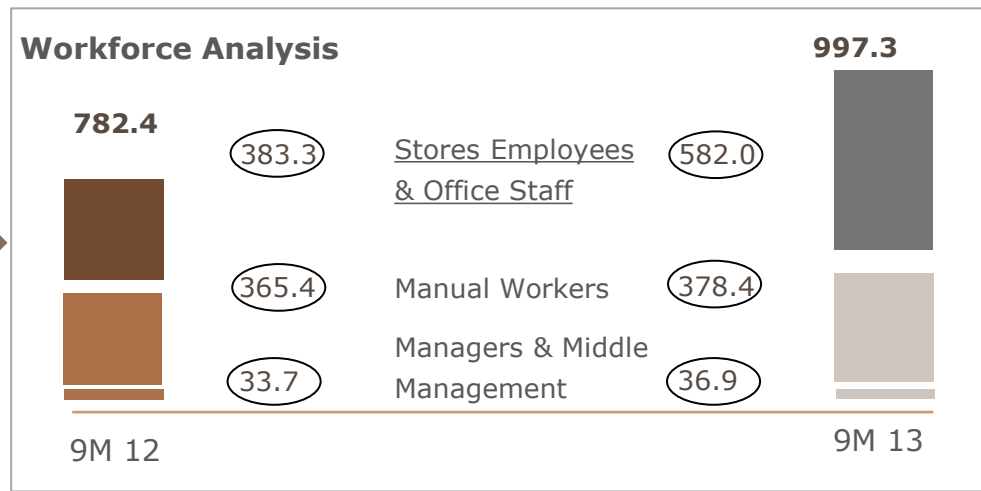 Workforce Analysis
997.3
782.4
383.3
Stores Employees
& Office Staff
582.0
365.4
Manual Workers
378.4
33.7
Managers & Middle
Management
36.9
9M 12
9M 13